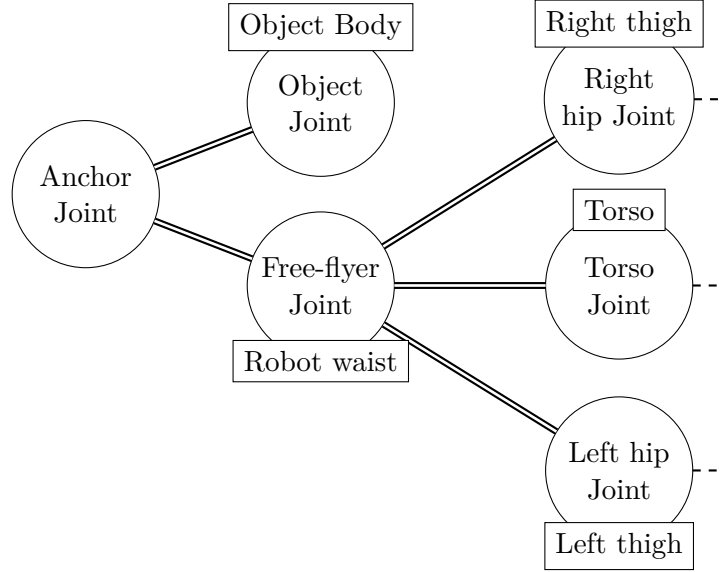 Object Body
Object
Joint
Right thigh
Right
hip Joint
Anchor
Joint
Torso
Torso
Joint
Free-flyer
Joint
Robot waist
Left hip
Joint
Left thigh